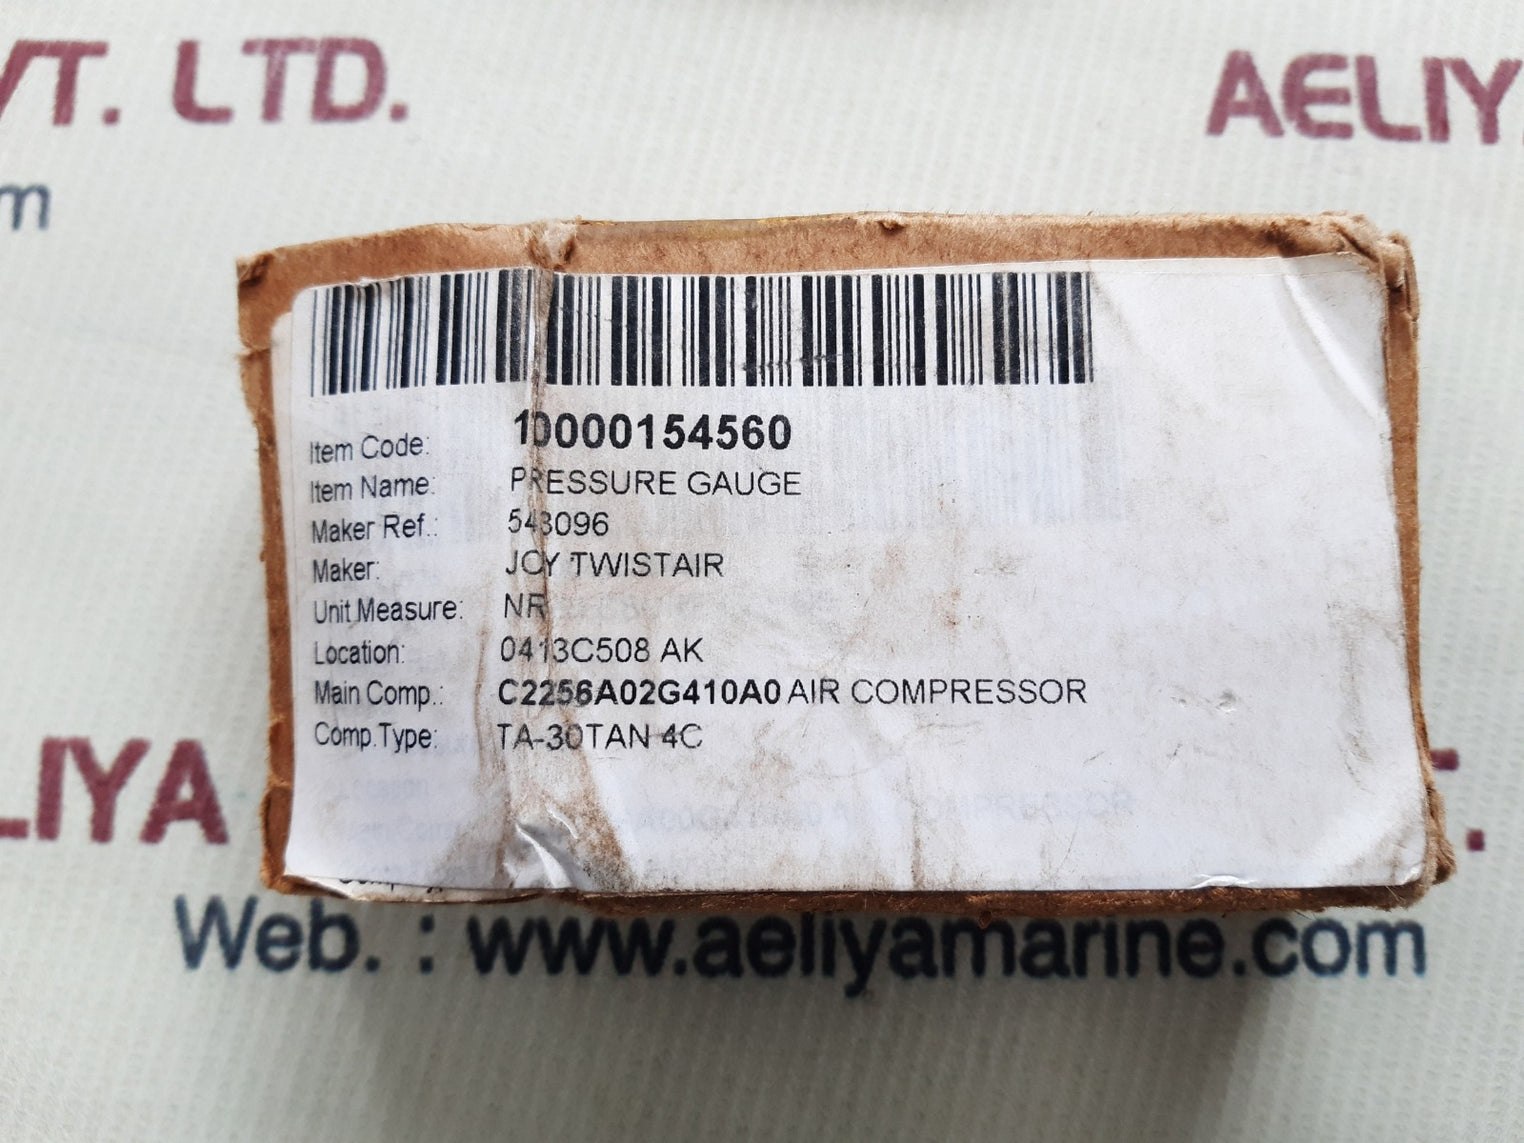 VT. LTD.
AELIY
m
Item Code: 10000154560
Item Name: PRESSURE GAUGE
Maker Ref.: 543096
Maker: JOY TWISTAIR
Unit Measure: NR
Location: 0413C508 AK
Main Comp.: C2256A02G410A0 AIR COMPRESSOR
Comp.Type: TA-30TAN 4C
LIYA
T.
Web. : www.aeliyamarine.com